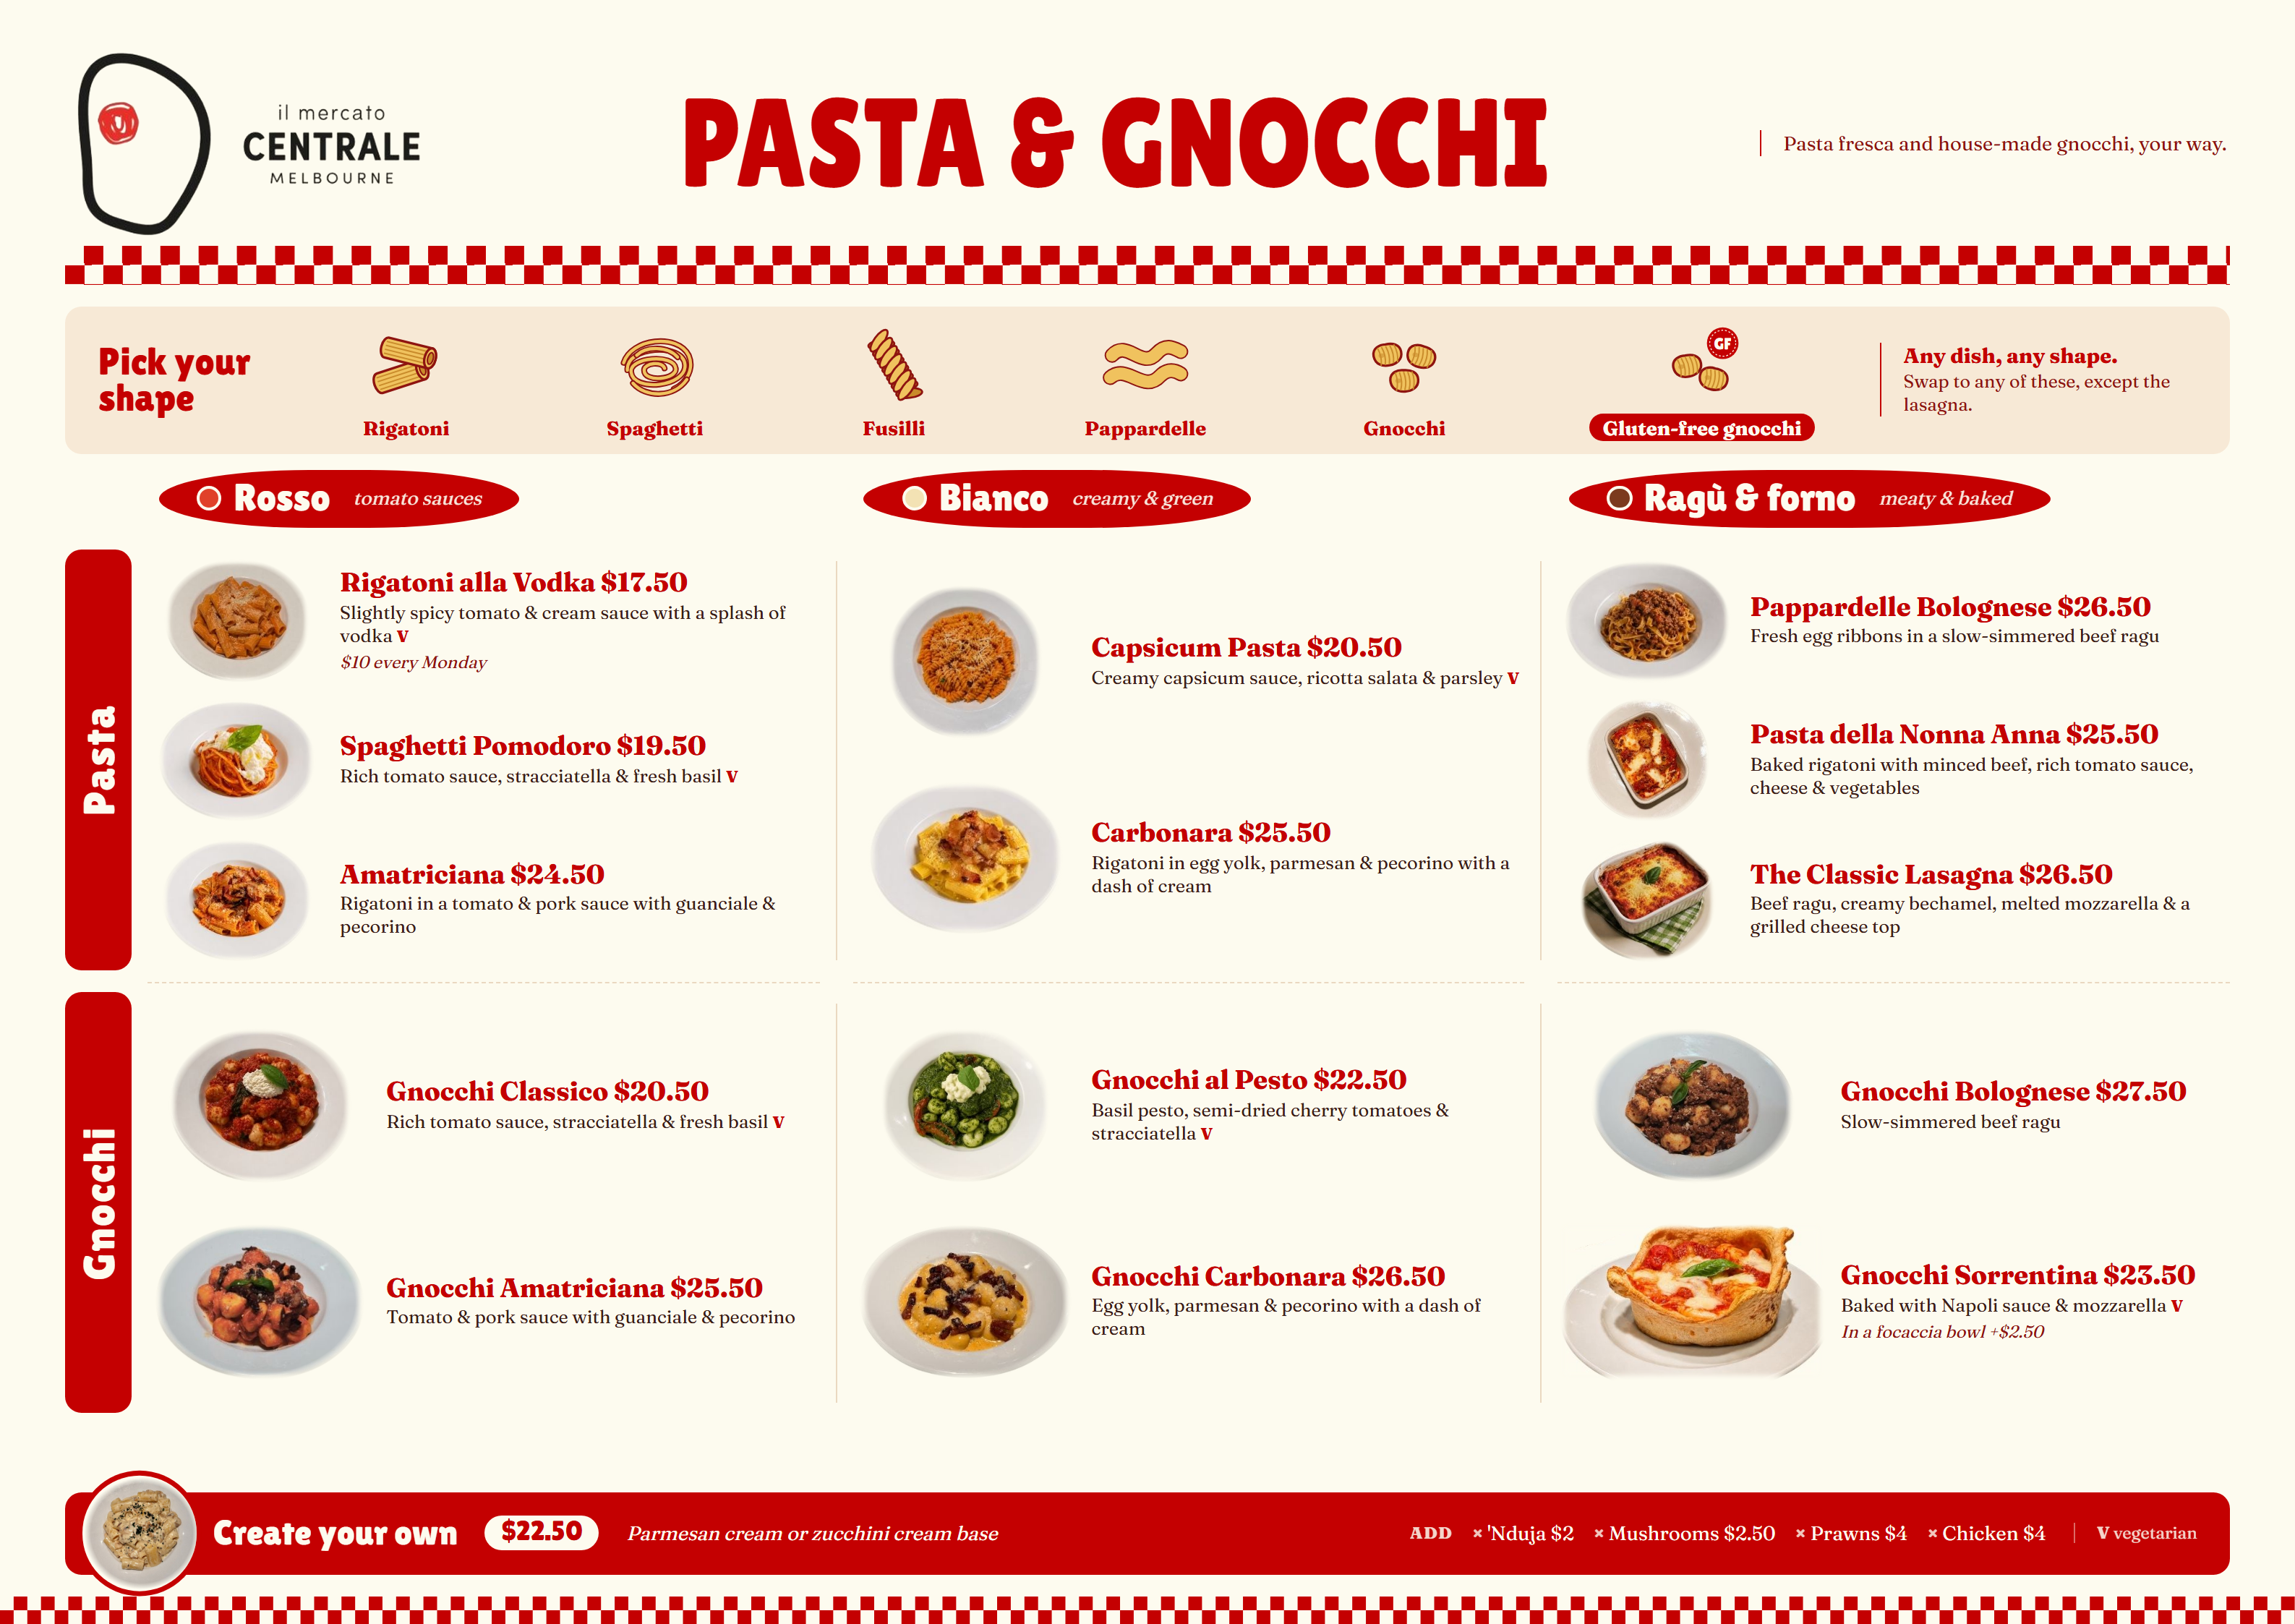 il mercato
CENTRALE
MELBOURNE
PASTA & GNOCCHI
Pasta fresca and house-made gnocchi, your way.
Pick your
shape
Rigatoni
Spaghetti
Fusilli
Pappardelle
Gnocchi
GF
Gluten-free gnocchi
Any dish, any shape.
Swap to any of these, except the
lasagna.
Rosso tomato sauces
Bianco creamy & green
Ragù & forno meaty & baked
Pasta
Rigatoni alla Vodka $17.50
Slightly spicy tomato & cream sauce with a splash of
vodka V
$10 every Monday
Spaghetti Pomodoro $19.50
Rich tomato sauce, stracciatella & fresh basil V
Amatriciana $24.50
Rigatoni in a tomato & pork sauce with guanciale &
pecorino
Capsicum Pasta $20.50
Creamy capsicum sauce, ricotta salata & parsley V
Carbonara $25.50
Rigatoni in egg yolk, parmesan & pecorino with a
dash of cream
Pappardelle Bolognese $26.50
Fresh egg ribbons in a slow-simmered beef ragu
Pasta della Nonna Anna $25.50
Baked rigatoni with minced beef, rich tomato sauce,
cheese & vegetables
The Classic Lasagna $26.50
Beef ragu, creamy bechamel, melted mozzarella & a
grilled cheese top
Gnocchi
Gnocchi Classico $20.50
Rich tomato sauce, stracciatella & fresh basil V
Gnocchi Amatriciana $25.50
Tomato & pork sauce with guanciale & pecorino
Gnocchi al Pesto $22.50
Basil pesto, semi-dried cherry tomatoes &
stracciatella V
Gnocchi Carbonara $26.50
Egg yolk, parmesan & pecorino with a dash of
cream
Gnocchi Bolognese $27.50
Slow-simmered beef ragu
Gnocchi Sorrentina $23.50
Baked with Napoli sauce & mozzarella V
In a focaccia bowl +$2.50
Create your own $22.50 Parmesan cream or zucchini cream base
ADD × 'Nduja $2 × Mushrooms $2.50 × Prawns $4 × Chicken $4 V vegetarian